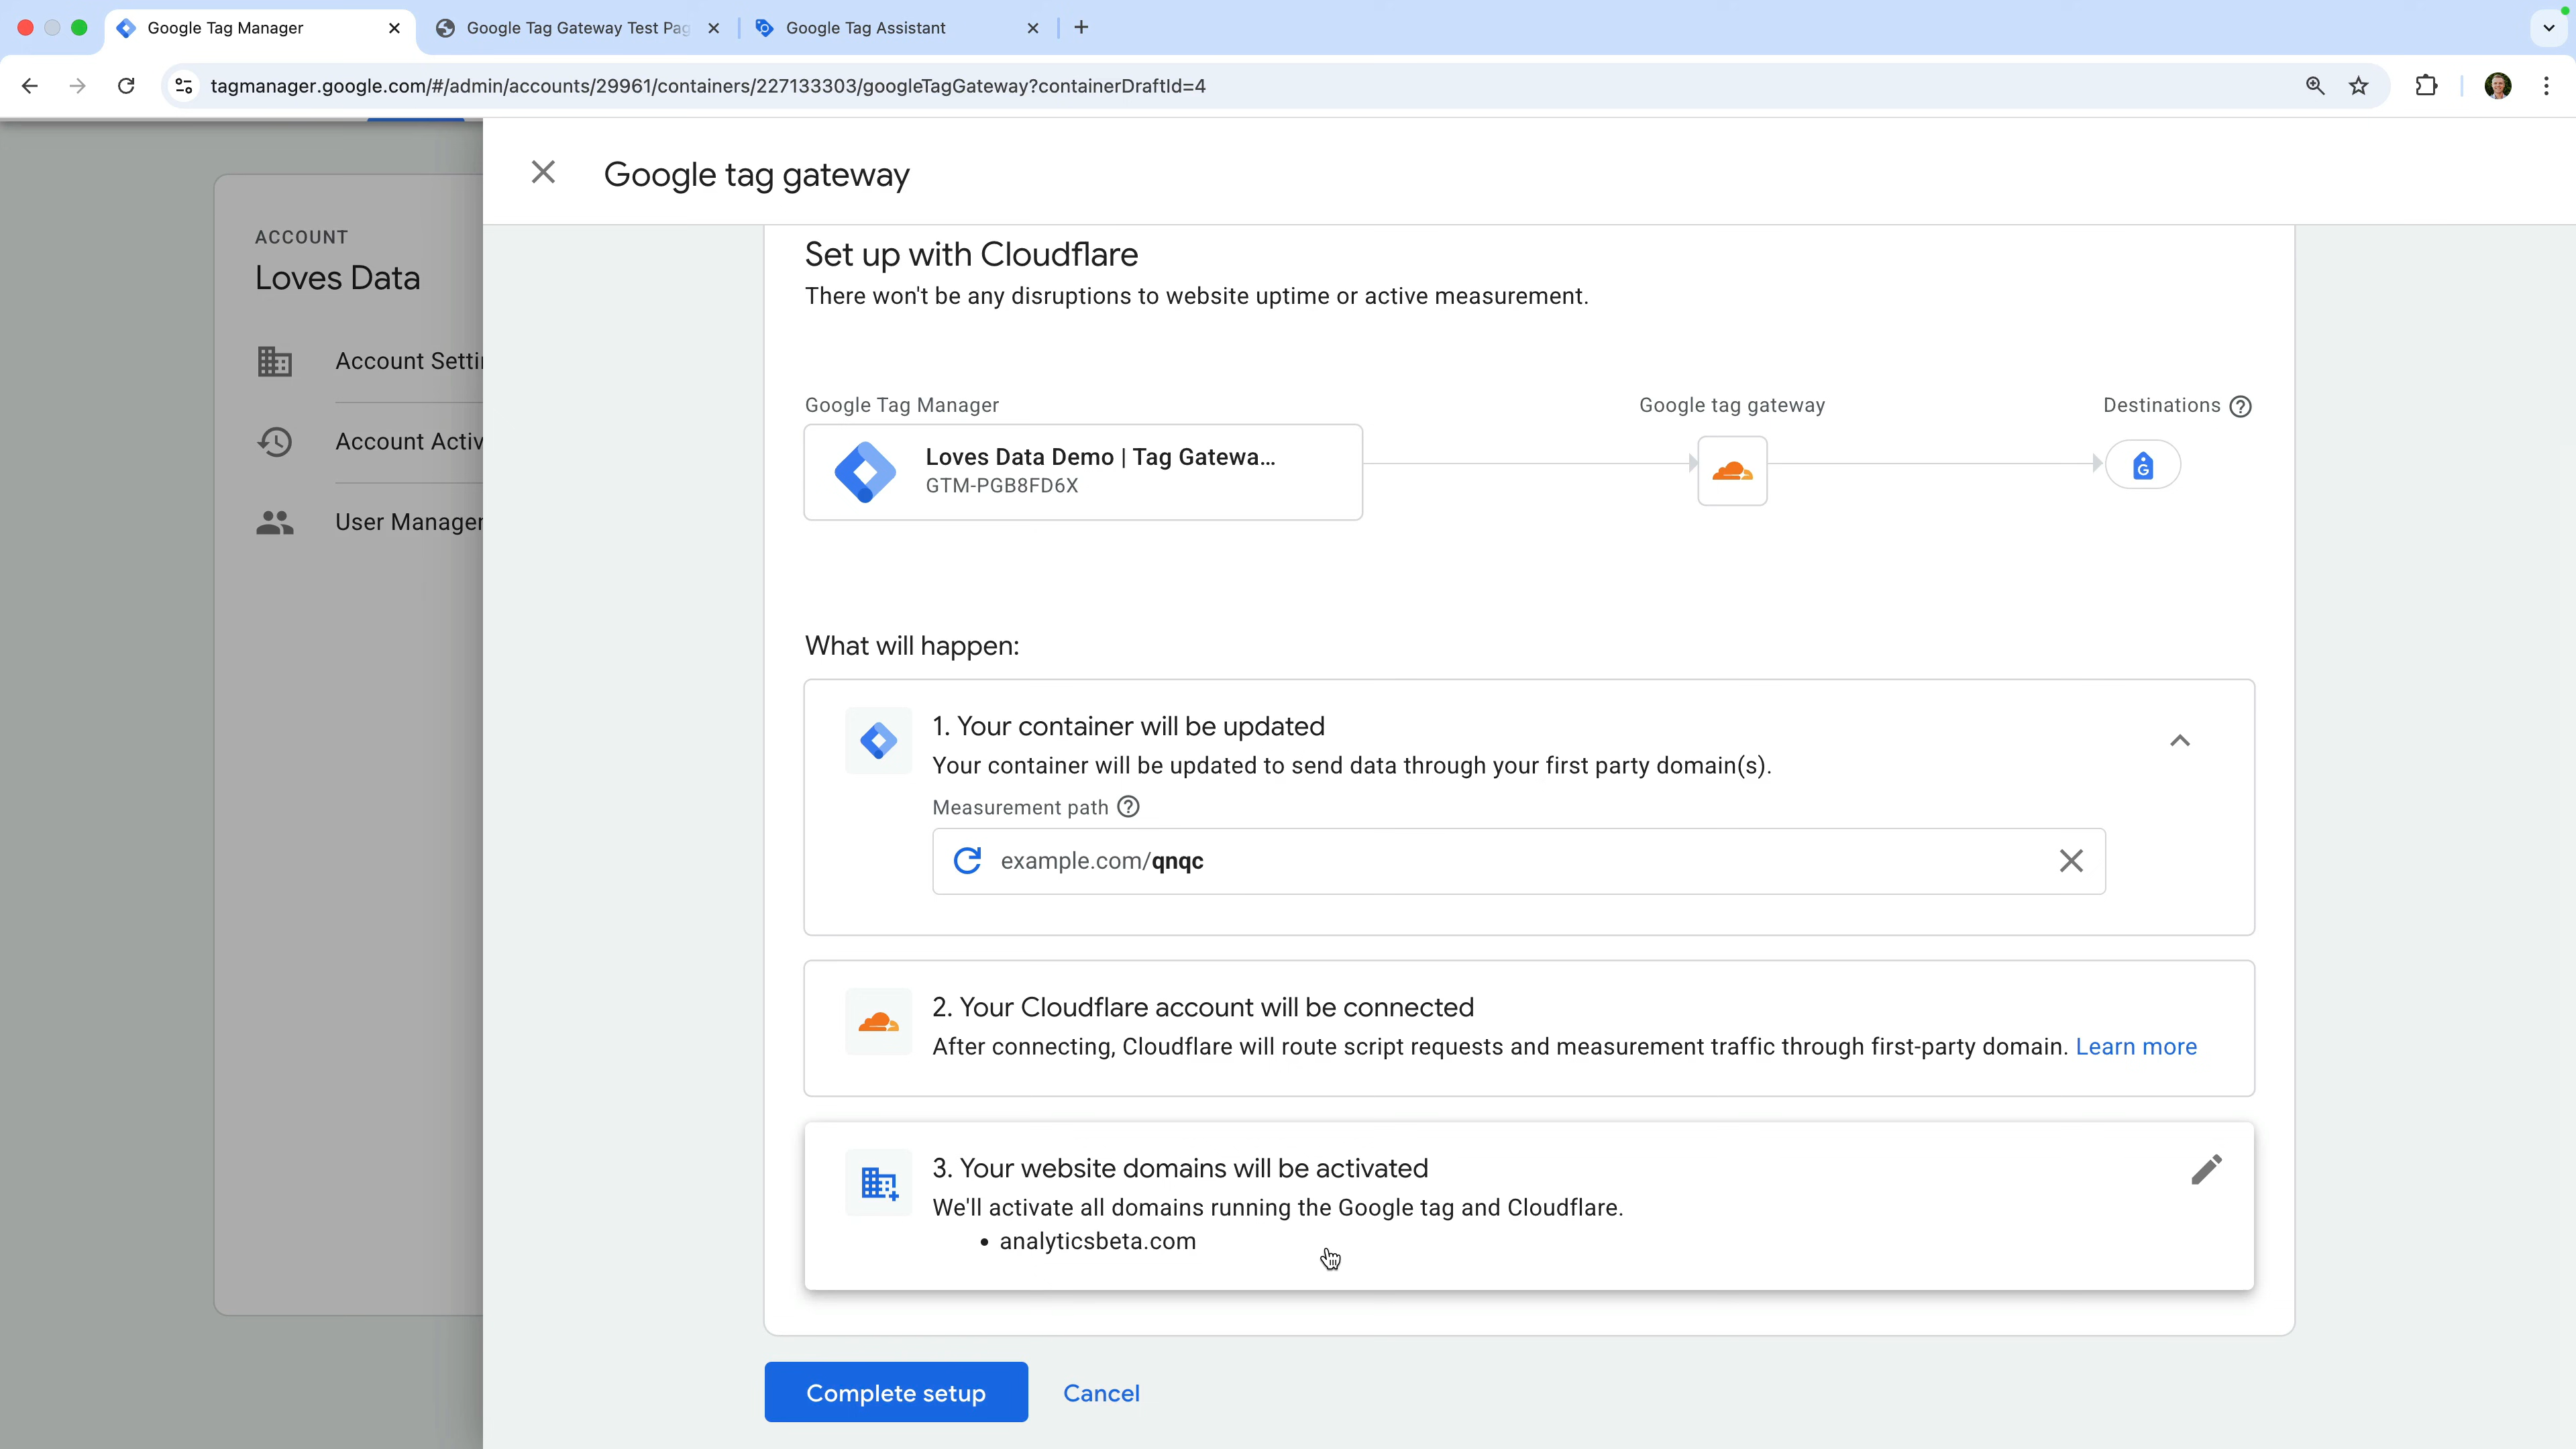 Google Tag Manager
Google Tag Gateway Test Pag
Google Tag Assistant
tagmanager.google.com/#/admin/accounts/29961/containers/227133303/googleTagGateway?containerDraftId=4
Google tag gateway
ACCOUNT
Loves Data
Account Settin
Account Activ
User Manager
Set up with Cloudflare
There won't be any disruptions to website uptime or active measurement.
Google Tag Manager
Google tag gateway
Destinations
Loves Data Demo | Tag Gatewa...
GTM-PGB8FD6X
What will happen:
1. Your container will be updated
Your container will be updated to send data through your first party domain(s).
Measurement path
example.com/qnqc
2. Your Cloudflare account will be connected
After connecting, Cloudflare will route script requests and measurement traffic through first-party domain. Learn more
3. Your website domains will be activated
We'll activate all domains running the Google tag and Cloudflare.
• analyticsbeta.com
Complete setup
Cancel